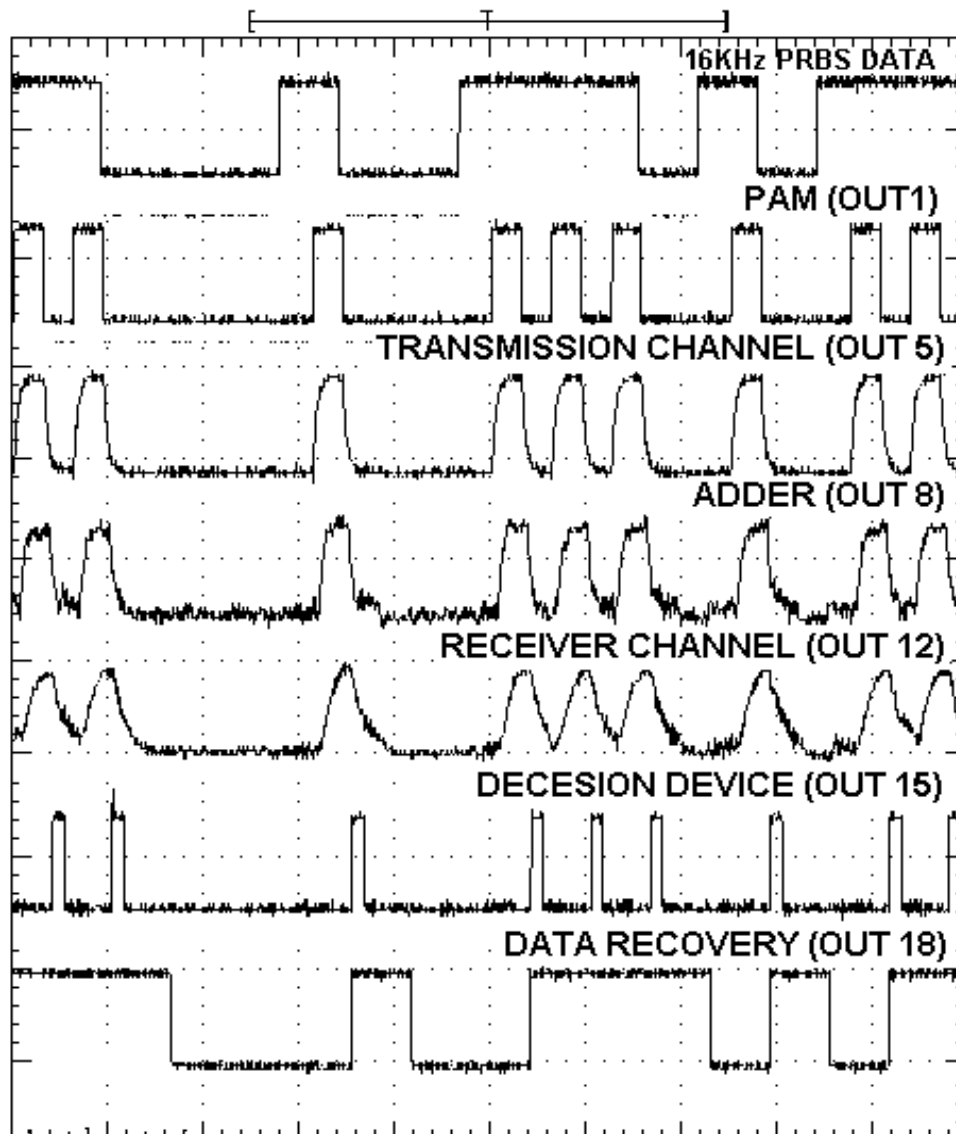 16KHz PRBS DATA
PAM (OUT1)
TRANSMISSION CHANNEL (OUT 5)
ADDER (OUT 8)
RECEIVER CHANNEL (OUT 12)
DECESION DEVICE (OUT 15)
DATA RECOVERY (OUT 18)